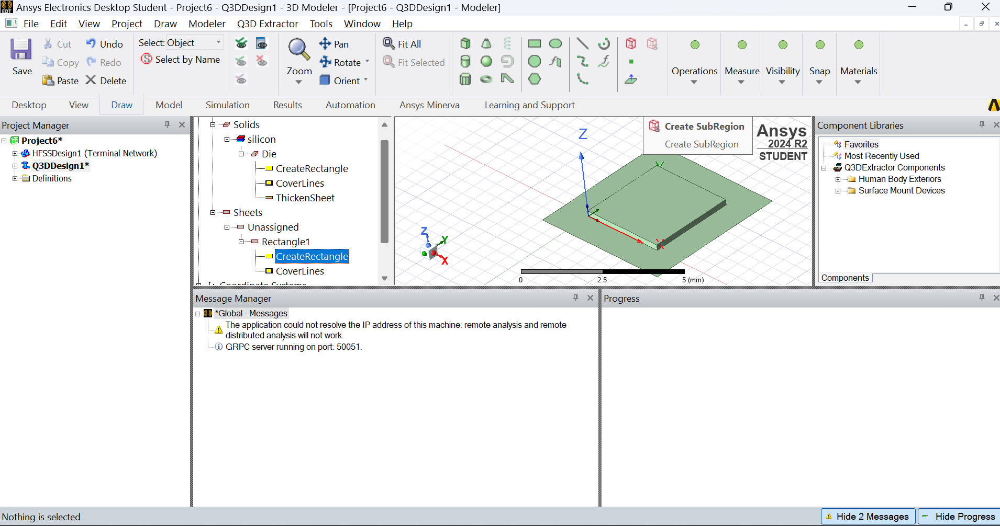 Ansys Electronics Desktop Student - Project6 - Q3DDesign1 - 3D Modeler - [Project6 - Q3DDesign1 - Modeler]
File Edit View Project Draw Modeler Q3D Extractor Tools Window Help
Save
Cut
Copy
Paste
Undo
Redo
Delete
Select: Object
Select by Name
Zoom
Pan
Rotate
Orient
Fit All
Fit Selected
Operations
Measure
Visibility
Snap
Materials
Desktop View Draw Model Simulation Results Automation Ansys Minerva Learning and Support
Project Manager
Project6*
HFSSDesign1 (Terminal Network)
Q3DDesign1*
Definitions
Solids
silicon
Die
CreateRectangle
CoverLines
ThickenSheet
Sheets
Unassigned
Rectangle1
CreateRectangle
CoverLines
Coordinate Systems
Create SubRegion
Create SubRegion
Ansys
2024 R2
STUDENT
Z
Z
Y
X
0 2.5 5 (mm)
Component Libraries
Favorites
Most Recently Used
Q3DExtractor Components
Human Body Exteriors
Surface Mount Devices
Components
Message Manager
*Global - Messages
The application could not resolve the IP address of this machine: remote analysis and remote
distributed analysis will not work.
GRPC server running on port: 50051.
Progress
Nothing is selected
Hide 2 Messages
Hide Progress